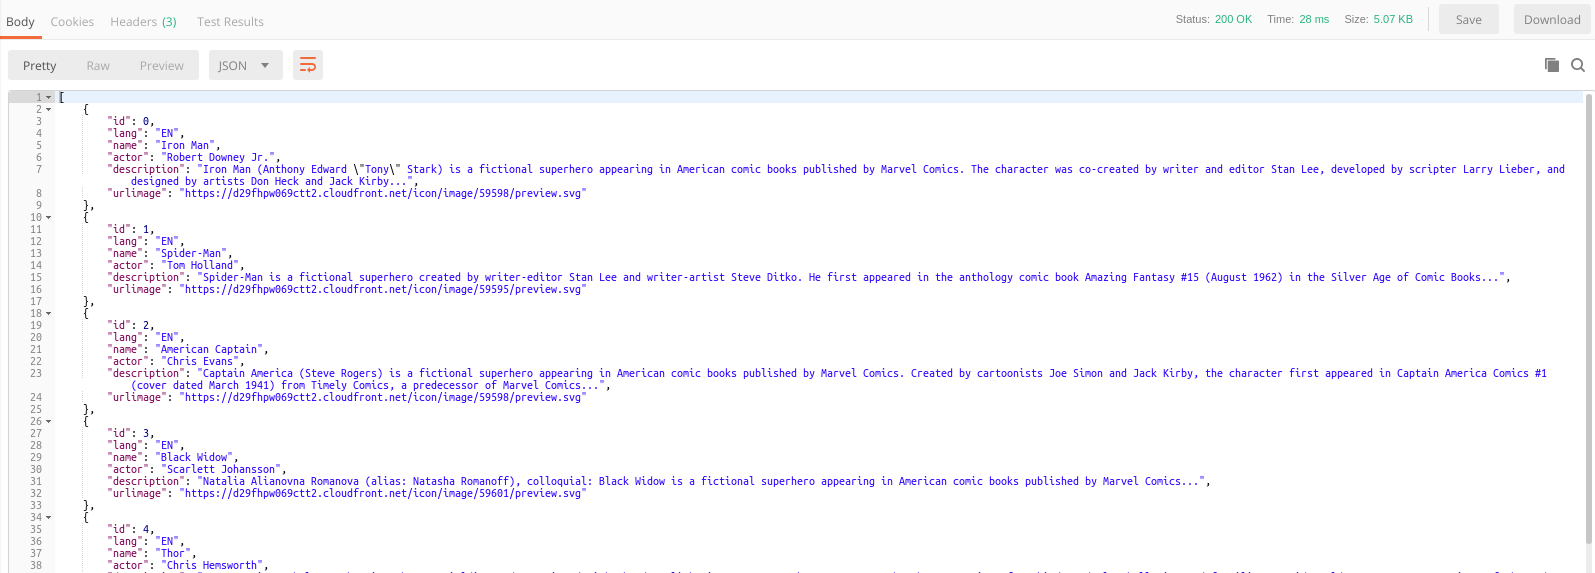 Body Cookies Headers (3) Test Results Status: 200 OK Time: 28 ms Size: 5.07 KB Save Download
Pretty Raw Preview JSON
1 [
2 {
3 "id": 0,
4 "lang": "EN",
5 "name": "Iron Man",
6 "actor": "Robert Downey Jr.",
7 "description": "Iron Man (Anthony Edward \"Tony\" Stark) is a fictional superhero appearing in American comic books published by Marvel Comics. The character was co-created by writer and editor Stan Lee, developed by scripter Larry Lieber, and
designed by artists Don Heck and Jack Kirby...",
8 "urlimage": "https://d29fhpw069ctt2.cloudfront.net/icon/image/59598/preview.svg"
9 },
10 {
11 "id": 1,
12 "lang": "EN",
13 "name": "Spider-Man",
14 "actor": "Tom Holland",
15 "description": "Spider-Man is a fictional superhero created by writer-editor Stan Lee and writer-artist Steve Ditko. He first appeared in the anthology comic book Amazing Fantasy #15 (August 1962) in the Silver Age of Comic Books...",
16 "urlimage": "https://d29fhpw069ctt2.cloudfront.net/icon/image/59595/preview.svg"
17 },
18 {
19 "id": 2,
20 "lang": "EN",
21 "name": "American Captain",
22 "actor": "Chris Evans",
23 "description": "Captain America (Steve Rogers) is a fictional superhero appearing in American comic books published by Marvel Comics. Created by cartoonists Joe Simon and Jack Kirby, the character first appeared in Captain America Comics #1
(cover dated March 1941) from Timely Comics, a predecessor of Marvel Comics...",
24 "urlimage": "https://d29fhpw069ctt2.cloudfront.net/icon/image/59598/preview.svg"
25 },
26 {
27 "id": 3,
28 "lang": "EN",
29 "name": "Black Widow",
30 "actor": "Scarlett Johansson",
31 "description": "Natalia Alianovna Romanova (alias: Natasha Romanoff), colloquial: Black Widow is a fictional superhero appearing in American comic books published by Marvel Comics...",
32 "urlimage": "https://d29fhpw069ctt2.cloudfront.net/icon/image/59601/preview.svg"
33 },
34 {
35 "id": 4,
36 "lang": "EN",
37 "name": "Thor",
38 "actor": "Chris Hemsworth",